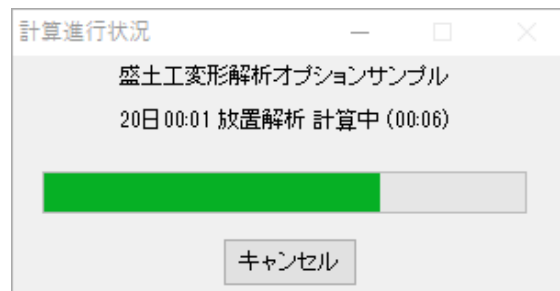 計算進行状況
盛土工変形解析オプションサンプル
20日 00:01 放置解析 計算中 (00:06)
キャンセル